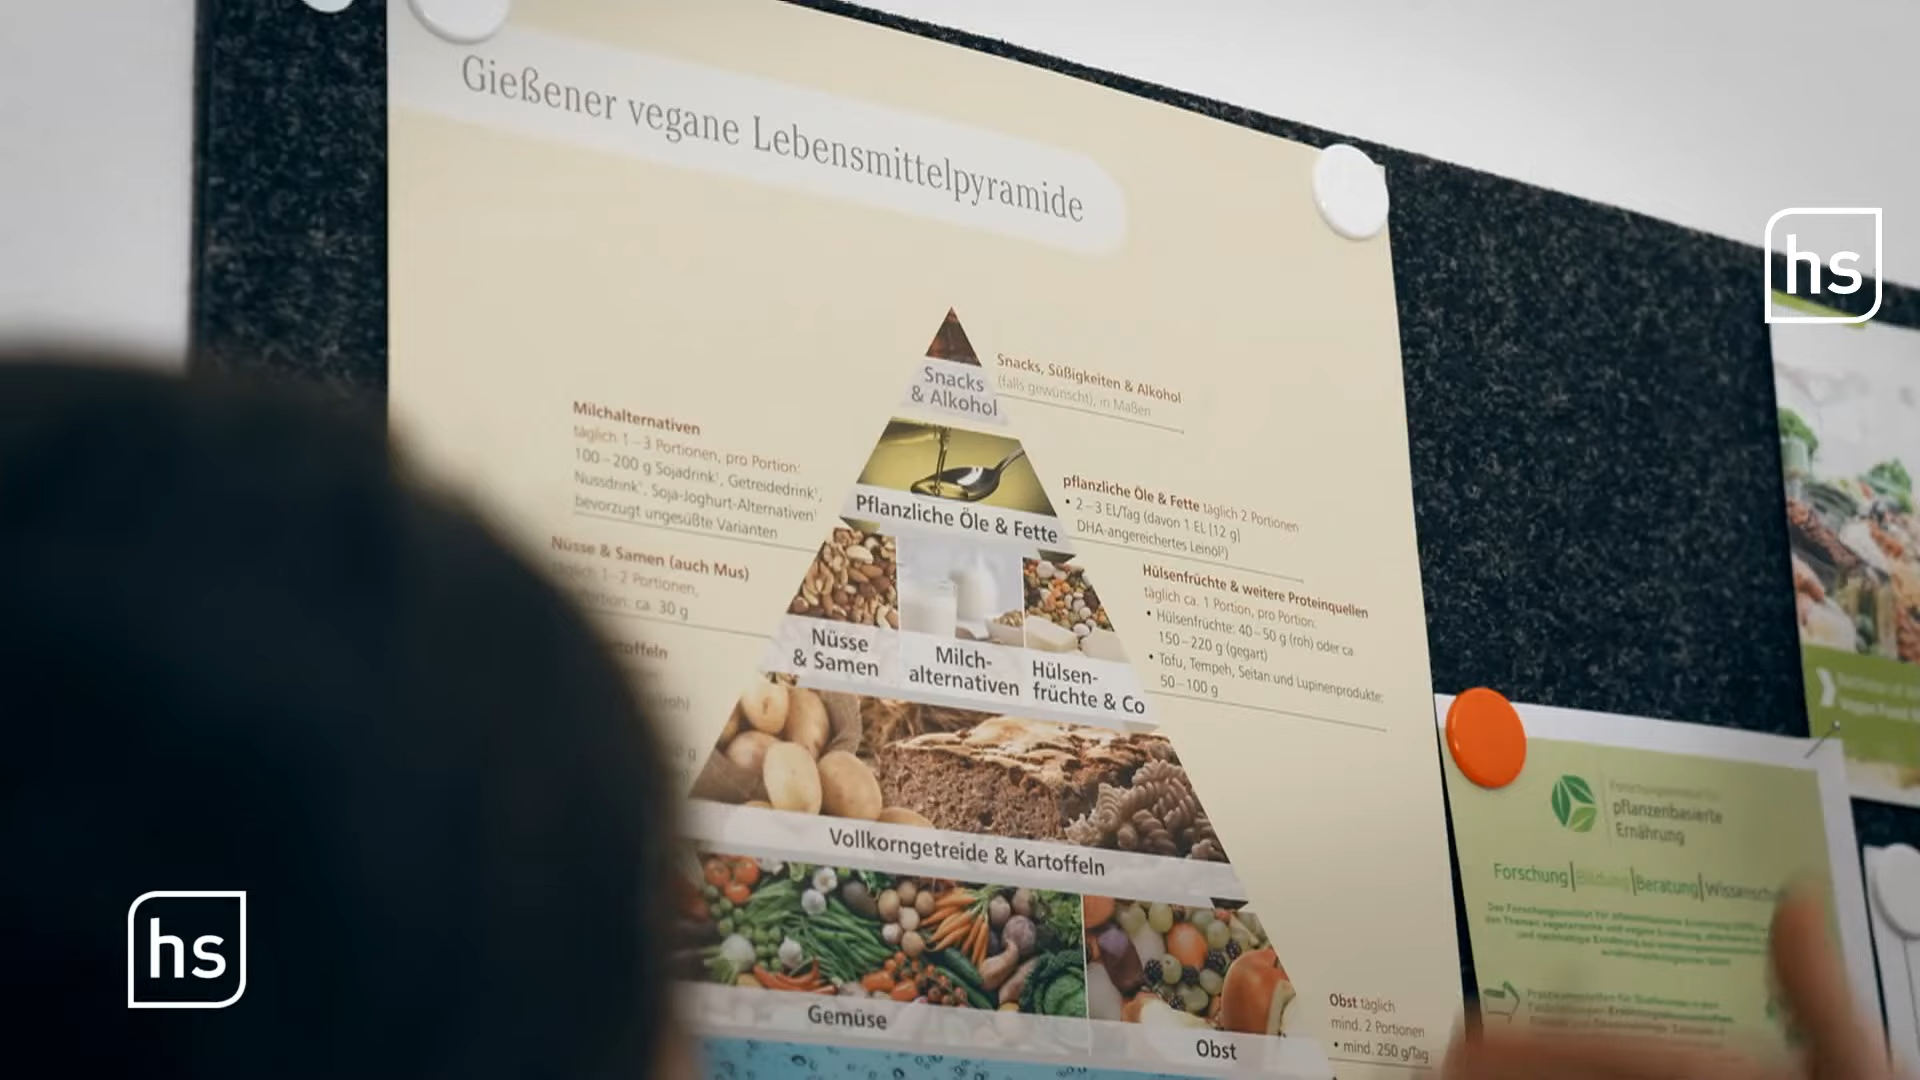 Gießener vegane Lebensmittelpyramide
hs
Snacks
& Alkohol
Snacks, Süßigkeiten & Alkohol
(falls gewünscht), in Maßen
Milchalternativen
täglich 1–3 Portionen, pro Portion:
100–200 g Sojadrink¹, Getreidedrink¹,
Nussdrink¹, Soja-Joghurt-Alternativen¹
bevorzugt ungesüßte Varianten
Pflanzliche Öle & Fette
pflanzliche Öle & Fette täglich 2 Portionen
• 2–3 EL/Tag (davon 1 EL [12 g]
DHA-angereichertes Leinöl²)
Nüsse & Samen (auch Mus)
täglich 1–2 Portionen,
ca. 30 g
Nüsse
& Samen
Milch-
alternativen
Hülsen-
früchte & Co
Hülsenfrüchte & weitere Proteinquellen
täglich ca. 1 Portion, pro Portion:
• Hülsenfrüchte: 40–50 g (roh) oder ca.
150–220 g (gegart)
• Tofu, Tempeh, Seitan und Lupinenprodukte:
50–100 g
Vollkorngetreide & Kartoffeln
Gemüse
Obst
Obst täglich
mind. 2 Portionen
• mind. 250 g/Tag
Forschungsinstitut für
pflanzenbasierte
Ernährung
Forschung|Bildung|Beratung|
hs